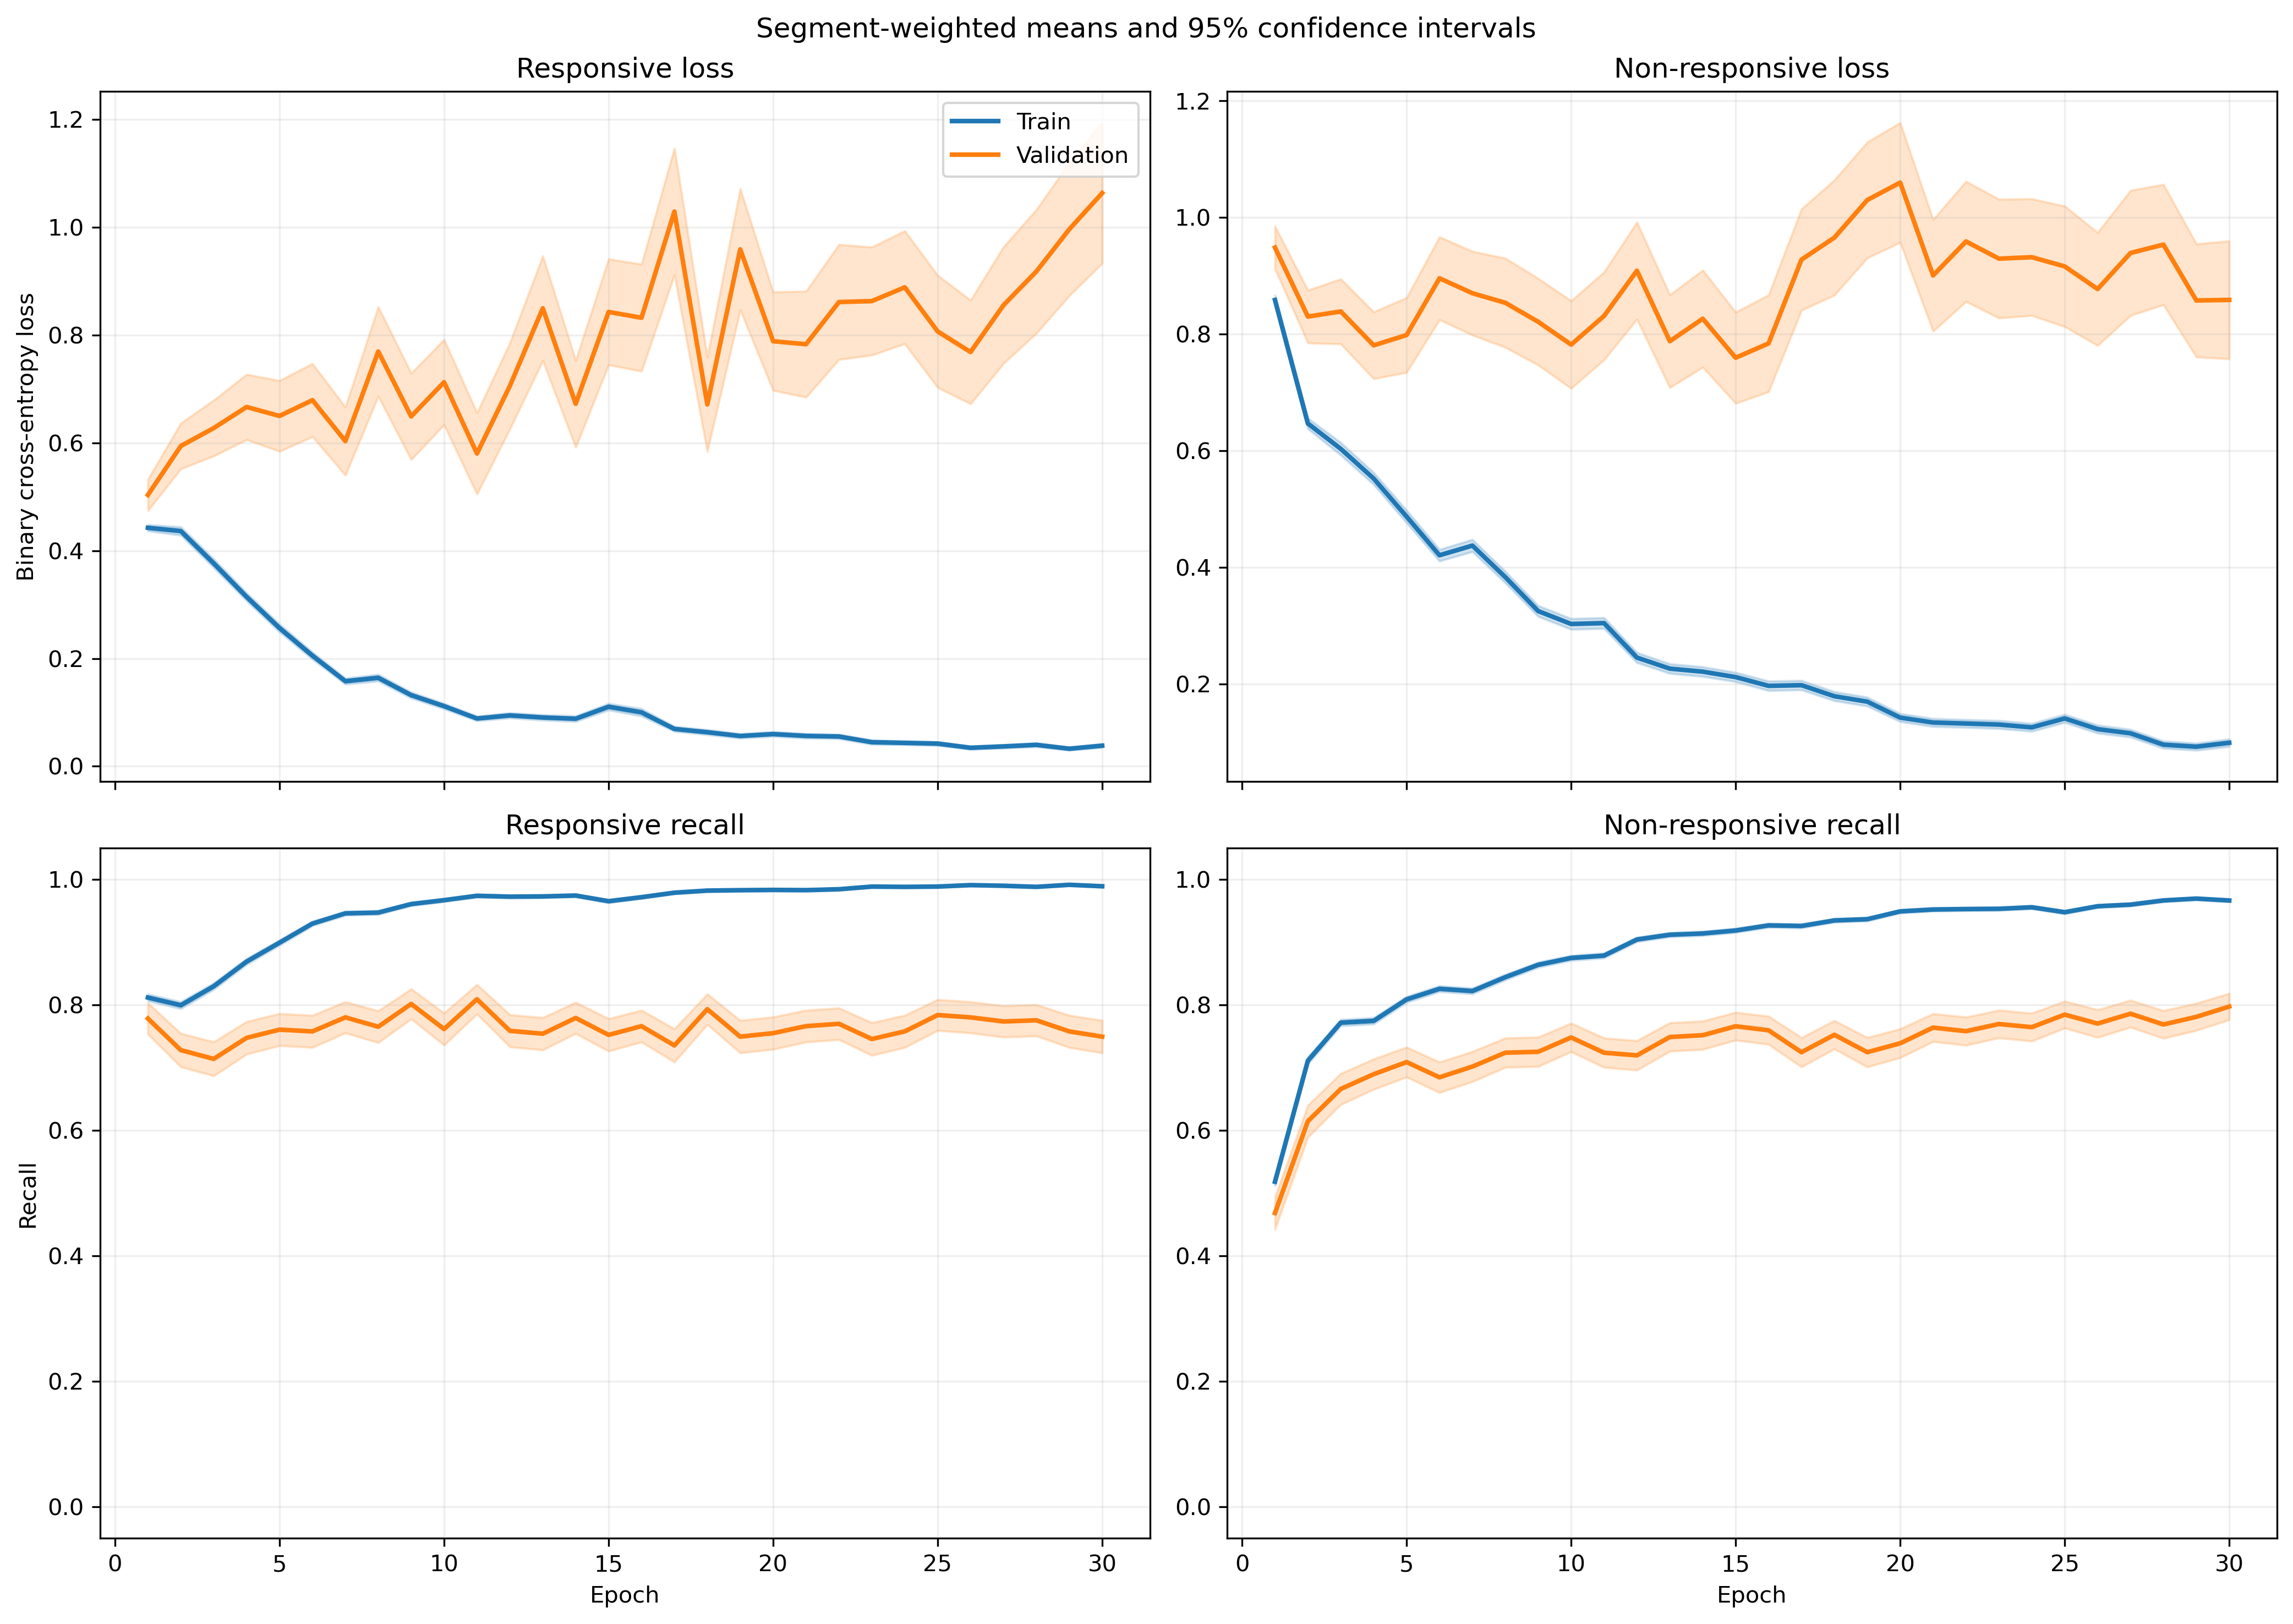 Segment-weighted means and 95% confidence intervals
Responsive loss
Binary cross-entropy loss
1.2
1.0
0.8
0.6
0.4
0.2
0.0
Train
Validation
Non-responsive loss
1.2
1.0
0.8
0.6
0.4
0.2
Responsive recall
Recall
1.0
0.8
0.6
0.4
0.2
0.0
0 5 10 15 20 25 30
Epoch
Non-responsive recall
1.0
0.8
0.6
0.4
0.2
0.0
0 5 10 15 20 25 30
Epoch